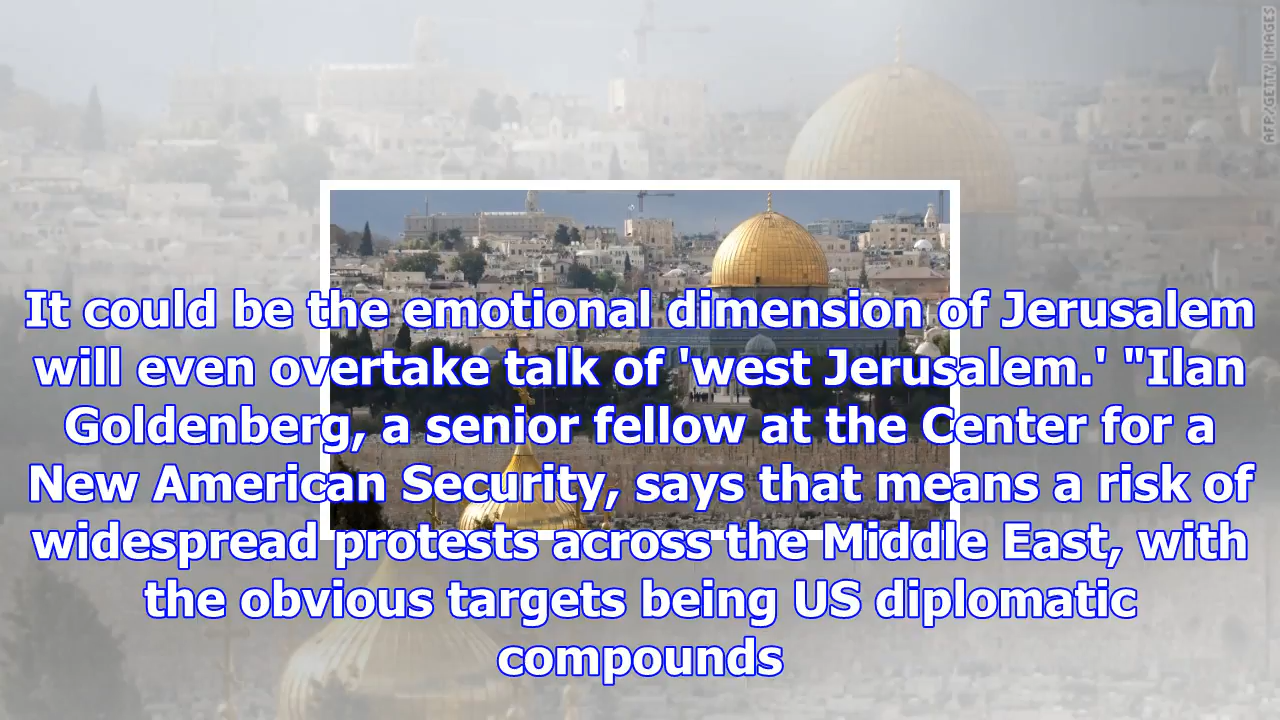 AFP/GETTY IMAGES
It could be the emotional dimension of Jerusalem
will even overtake talk of 'west Jerusalem.' "Ilan
Goldenberg, a senior fellow at the Center for a
New American Security, says that means a risk of
widespread protests across the Middle East, with
the obvious targets being US diplomatic
compounds